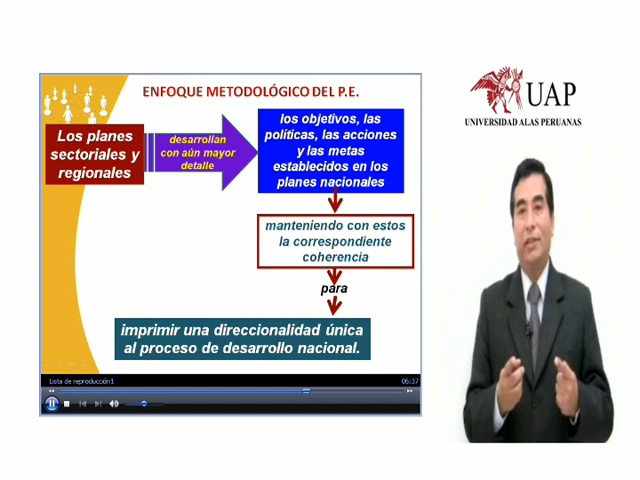 ENFOQUE METODOLÓGICO DEL P.E.
Los planes
sectoriales y
regionales
desarrollan
con aún mayor
detalle
los objetivos, las
políticas, las acciones
y las metas
establecidos en los
planes nacionales
manteniendo con estos
la correspondiente
coherencia
para
imprimir una direccionalidad única
al proceso de desarrollo nacional.
Lista de reproducción1
06:37
UAP
UNIVERSIDAD ALAS PERUANAS